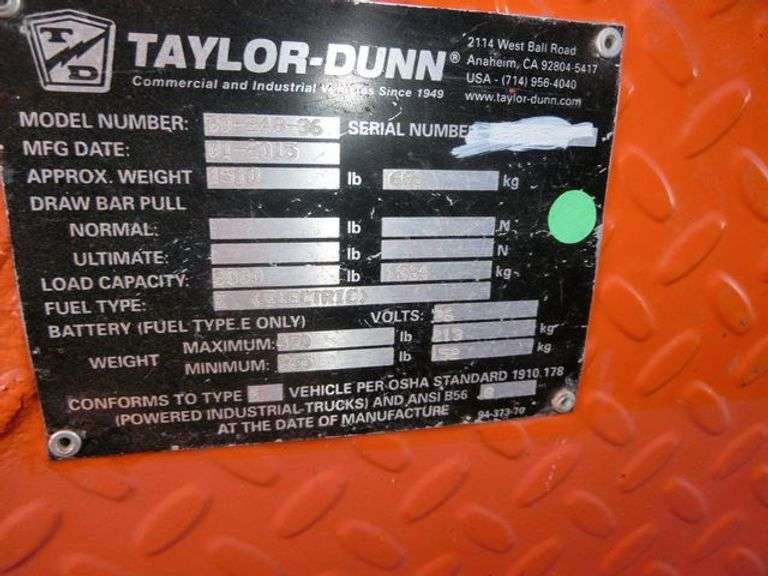 TD
TAYLOR-DUNN®
Commercial and Industrial Vehicles Since 1949
2114 West Ball Road
Anaheim, CA 92804-5417
USA - (714) 956-4040
www.taylor-dunn.com
MODEL NUMBER: SERIAL NUMBER
MFG DATE:
APPROX. WEIGHT lb kg
DRAW BAR PULL
NORMAL: lb N
ULTIMATE: lb N
LOAD CAPACITY: lb kg
FUEL TYPE: E (ELECTRIC)
BATTERY (FUEL TYPE.E ONLY) VOLTS: 36
WEIGHT MAXIMUM: lb kg
MINIMUM: lb kg
CONFORMS TO TYPE E VEHICLE PER OSHA STANDARD 1910.178
(POWERED INDUSTRIAL-TRUCKS) AND ANSI B56 8
AT THE DATE OF MANUFACTURE 94-373-70